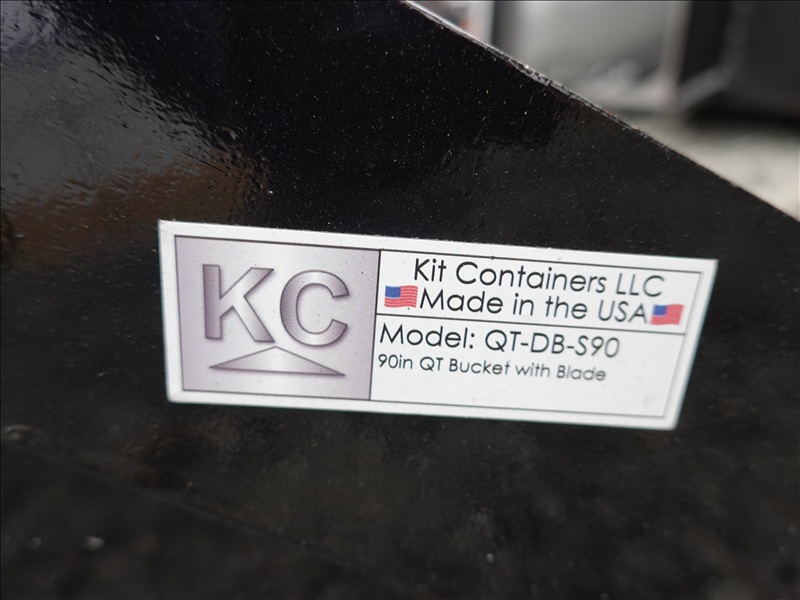 KC
Kit Containers LLC
Made in the USA
Model: QT-DB-S90
90in QT Bucket with Blade